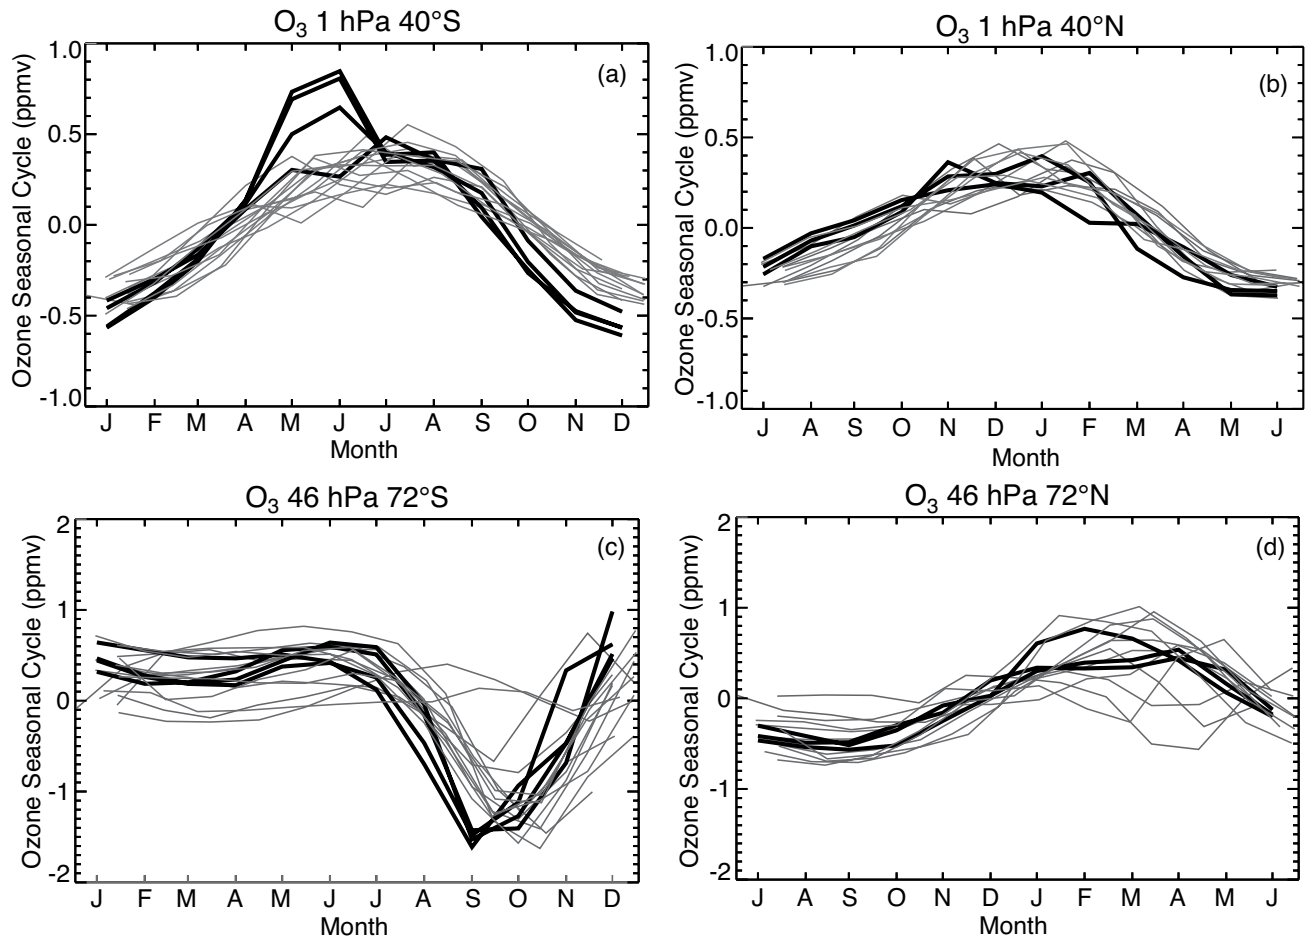 O3 1 hPa 40°S
1.0
0.5
0.0
-0.5
-1.0
Ozone Seasonal Cycle (ppmv)
(a)
J F M A M J J A S O N D
Month
O3 1 hPa 40°N
1.0
0.5
0.0
-0.5
-1.0
Ozone Seasonal Cycle (ppmv)
(b)
J A S O N D J F M A M J
Month
O3 46 hPa 72°S
2
1
0
-1
-2
Ozone Seasonal Cycle (ppmv)
(c)
J F M A M J J A S O N D
Month
O3 46 hPa 72°N
2
1
0
-1
-2
Ozone Seasonal Cycle (ppmv)
(d)
J A S O N D J F M A M J
Month